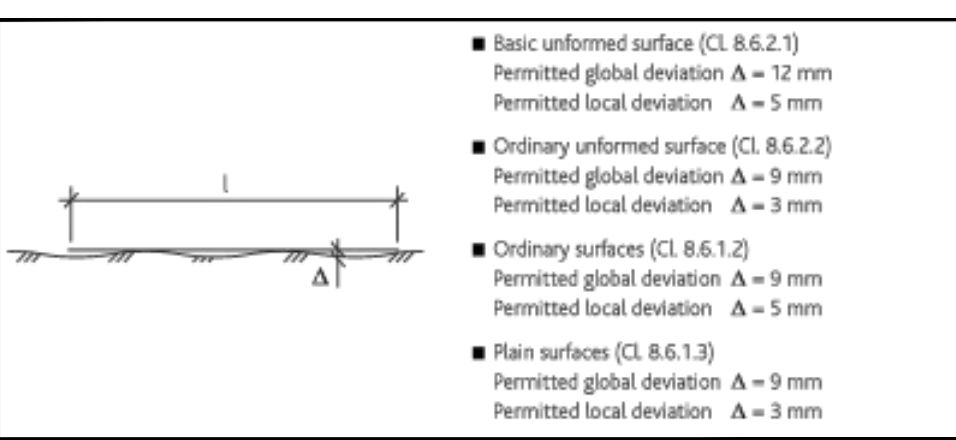 l
Δ
■ Basic unformed surface (Cl. 8.6.2.1)
Permitted global deviation Δ = 12 mm
Permitted local deviation Δ = 5 mm
■ Ordinary unformed surface (Cl. 8.6.2.2)
Permitted global deviation Δ = 9 mm
Permitted local deviation Δ = 3 mm
■ Ordinary surfaces (Cl. 8.6.1.2)
Permitted global deviation Δ = 9 mm
Permitted local deviation Δ = 5 mm
■ Plain surfaces (Cl. 8.6.1.3)
Permitted global deviation Δ = 9 mm
Permitted local deviation Δ = 3 mm